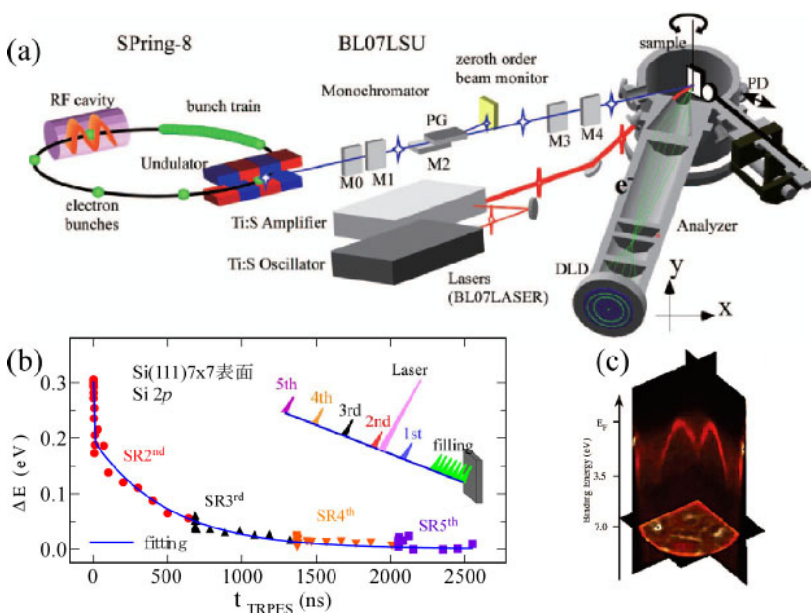 (a)
SPring-8
BL07LSU
sample
RF cavity
bunch train
Monochromator
zeroth order
beam monitor
PD
PG
Undulator
M0
M1
M2
M3
M4
electron
bunches
e-
Ti:S Amplifier
Ti:S Oscillator
Lasers
(BL07LASER)
Analyzer
DLD
y
x
(b)
Si(111)7x7表面
Si 2p
Laser
5th
4th
3rd
2nd
1st
filling
SR2nd
SR3rd
SR4th
SR5th
fitting
ΔE (eV)
0.3
0.2
0.1
0.0
0
500
1000
1500
2000
2500
t TRPES (ns)
(c)
EF
Binding Energy (eV)
3.5
7.0